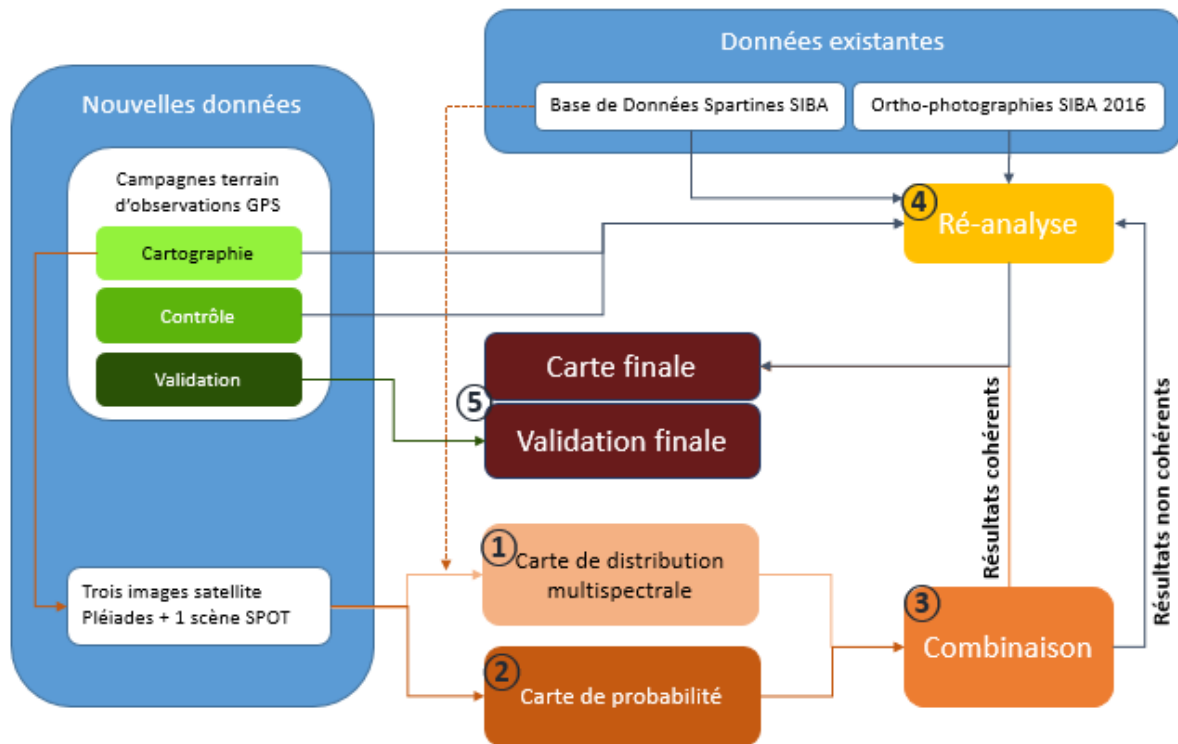 Données existantes
Base de Données Spartines SIBA
Ortho-photographies SIBA 2016
Nouvelles données
Campagnes terrain
d'observations GPS
Cartographie
Contrôle
Validation
4
Ré-analyse
Carte finale
5
Validation finale
Résultats cohérents
Résultats non cohérents
1
Carte de distribution
multispectrale
Trois images satellite
Pléiades + 1 scène SPOT
2
Carte de probabilité
3
Combinaison